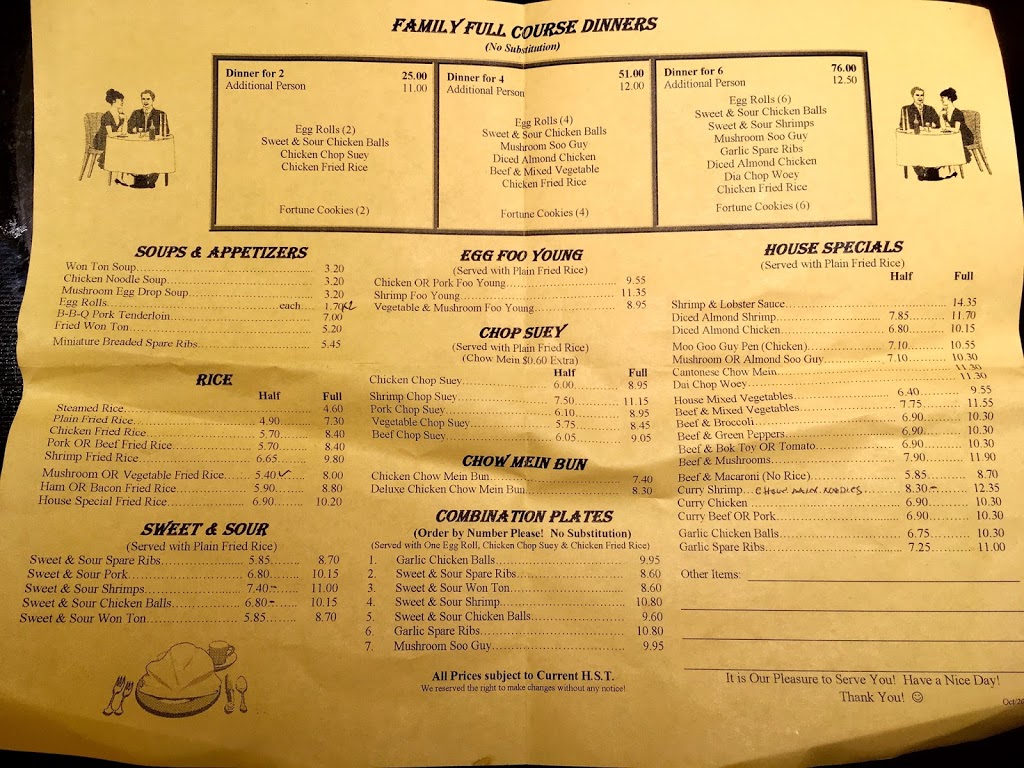 FAMILY FULL COURSE DINNERS
(No Substitution)
Dinner for 2 25.00
Additional Person 11.00
Egg Rolls (2)
Sweet & Sour Chicken Balls
Chicken Chop Suey
Chicken Fried Rice
Fortune Cookies (2)
Dinner for 4 51.00
Additional Person 12.00
Egg Rolls (4)
Sweet & Sour Chicken Balls
Mushroom Soo Guy
Diced Almond Chicken
Beef & Mixed Vegetable
Chicken Fried Rice
Fortune Cookies (4)
Dinner for 6 76.00
Additional Person 12.50
Egg Rolls (6)
Sweet & Sour Chicken Balls
Sweet & Sour Shrimps
Mushroom Soo Guy
Garlic Spare Ribs
Diced Almond Chicken
Dia Chop Woey
Chicken Fried Rice
Fortune Cookies (6)
SOUPS & APPETIZERS
Won Ton Soup 3.20
Chicken Noodle Soup 3.20
Mushroom Egg Drop Soup 3.20
Egg Rolls each 1.70
B-B-Q Pork Tenderloin 7.00
Fried Won Ton 5.20
Miniature Breaded Spare Ribs 5.45
RICE
Half Full
Steamed Rice 4.60
Plain Fried Rice 4.90 7.30
Chicken Fried Rice 5.70 8.40
Pork OR Beef Fried Rice 5.70 8.40
Shrimp Fried Rice 6.65 9.80
Mushroom OR Vegetable Fried Rice 5.40 8.00
Ham OR Bacon Fried Rice 5.90 8.80
House Special Fried Rice 6.90 10.20
SWEET & SOUR
(Served with Plain Fried Rice)
Sweet & Sour Spare Ribs 5.85 8.70
Sweet & Sour Pork 6.80 10.15
Sweet & Sour Shrimps 7.40 11.00
Sweet & Sour Chicken Balls 6.80 10.15
Sweet & Sour Won Ton 5.85 8.70
EGG FOO YOUNG
(Served with Plain Fried Rice)
Chicken OR Pork Foo Young 9.55
Shrimp Foo Young 11.35
Vegetable & Mushroom Foo Young 8.95
CHOP SUEY
(Served with Plain Fried Rice)
(Chow Mein $0.60 Extra)
Half Full
Chicken Chop Suey 6.00 8.95
Shrimp Chop Suey 7.50 11.15
Pork Chop Suey 6.10 8.95
Vegetable Chop Suey 5.75 8.45
Beef Chop Suey 6.05 9.05
CHOW MEIN BUN
Chicken Chow Mein Bun 7.40
Deluxe Chicken Chow Mein Bun 8.30
COMBINATION PLATES
(Order by Number Please! No Substitution)
(Served with One Egg Roll, Chicken Chop Suey & Chicken Fried Rice)
1. Garlic Chicken Balls 9.95
2. Sweet & Sour Spare Ribs 8.60
3. Sweet & Sour Won Ton 8.60
4. Sweet & Sour Shrimp 10.80
5. Sweet & Sour Chicken Balls 9.60
6. Garlic Spare Ribs 10.80
7. Mushroom Soo Guy 9.95
All Prices subject to Current H.S.T.
We reserved the right to make changes without any notice!
HOUSE SPECIALS
(Served with Plain Fried Rice)
Half Full
Shrimp & Lobster Sauce 14.35
Diced Almond Shrimp 7.85 11.70
Diced Almond Chicken 6.80 10.15
Moo Goo Guy Pen (Chicken) 7.10 10.55
Mushroom OR Almond Soo Guy 7.10 10.30
Cantonese Chow Mein 11.30
Dai Chop Woey 11.30
House Mixed Vegetables 6.40 9.55
Beef & Mixed Vegetables 7.75 11.55
Beef & Broccoli 6.90 10.30
Beef & Green Peppers 6.90 10.30
Beef & Bok Toy OR Tomato 6.90 10.30
Beef & Mushrooms 7.90 11.90
Beef & Macaroni (No Rice) 5.85 8.70
Curry Shrimp CHOW MAIN NOODLES 8.30 12.35
Curry Chicken 6.90 10.30
Curry Beef OR Pork 6.90 10.30
Garlic Chicken Balls 6.75 10.30
Garlic Spare Ribs 7.25 11.00
Other Items:
It is Our Pleasure to Serve You! Have a Nice Day!
Thank You! ☺